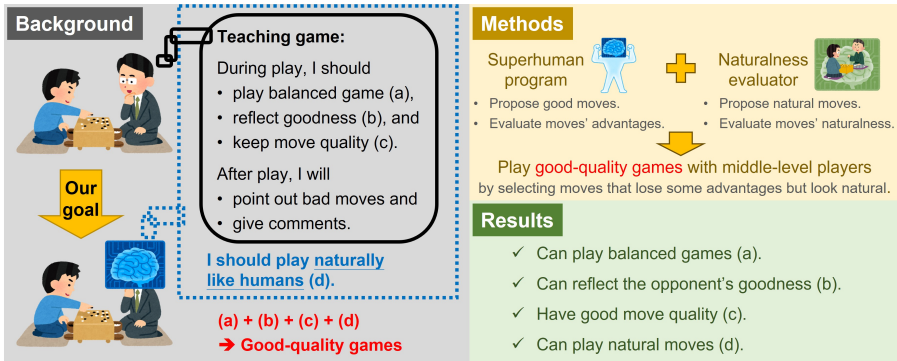 Background
Teaching game:
During play, I should
• play balanced game (a),
• reflect goodness (b), and
• keep move quality (c).
After play, I will
• point out bad moves and
• give comments.
Our
goal
I should play naturally
like humans (d).
(a) + (b) + (c) + (d)
➔ Good-quality games
Methods
Superhuman
program
• Propose good moves.
• Evaluate moves' advantages.
Naturalness
evaluator
• Propose natural moves.
• Evaluate moves' naturalness.
Play good-quality games with middle-level players
by selecting moves that lose some advantages but look natural.
Results
✓ Can play balanced games (a).
✓ Can reflect the opponent's goodness (b).
✓ Have good move quality (c).
✓ Can play natural moves (d).